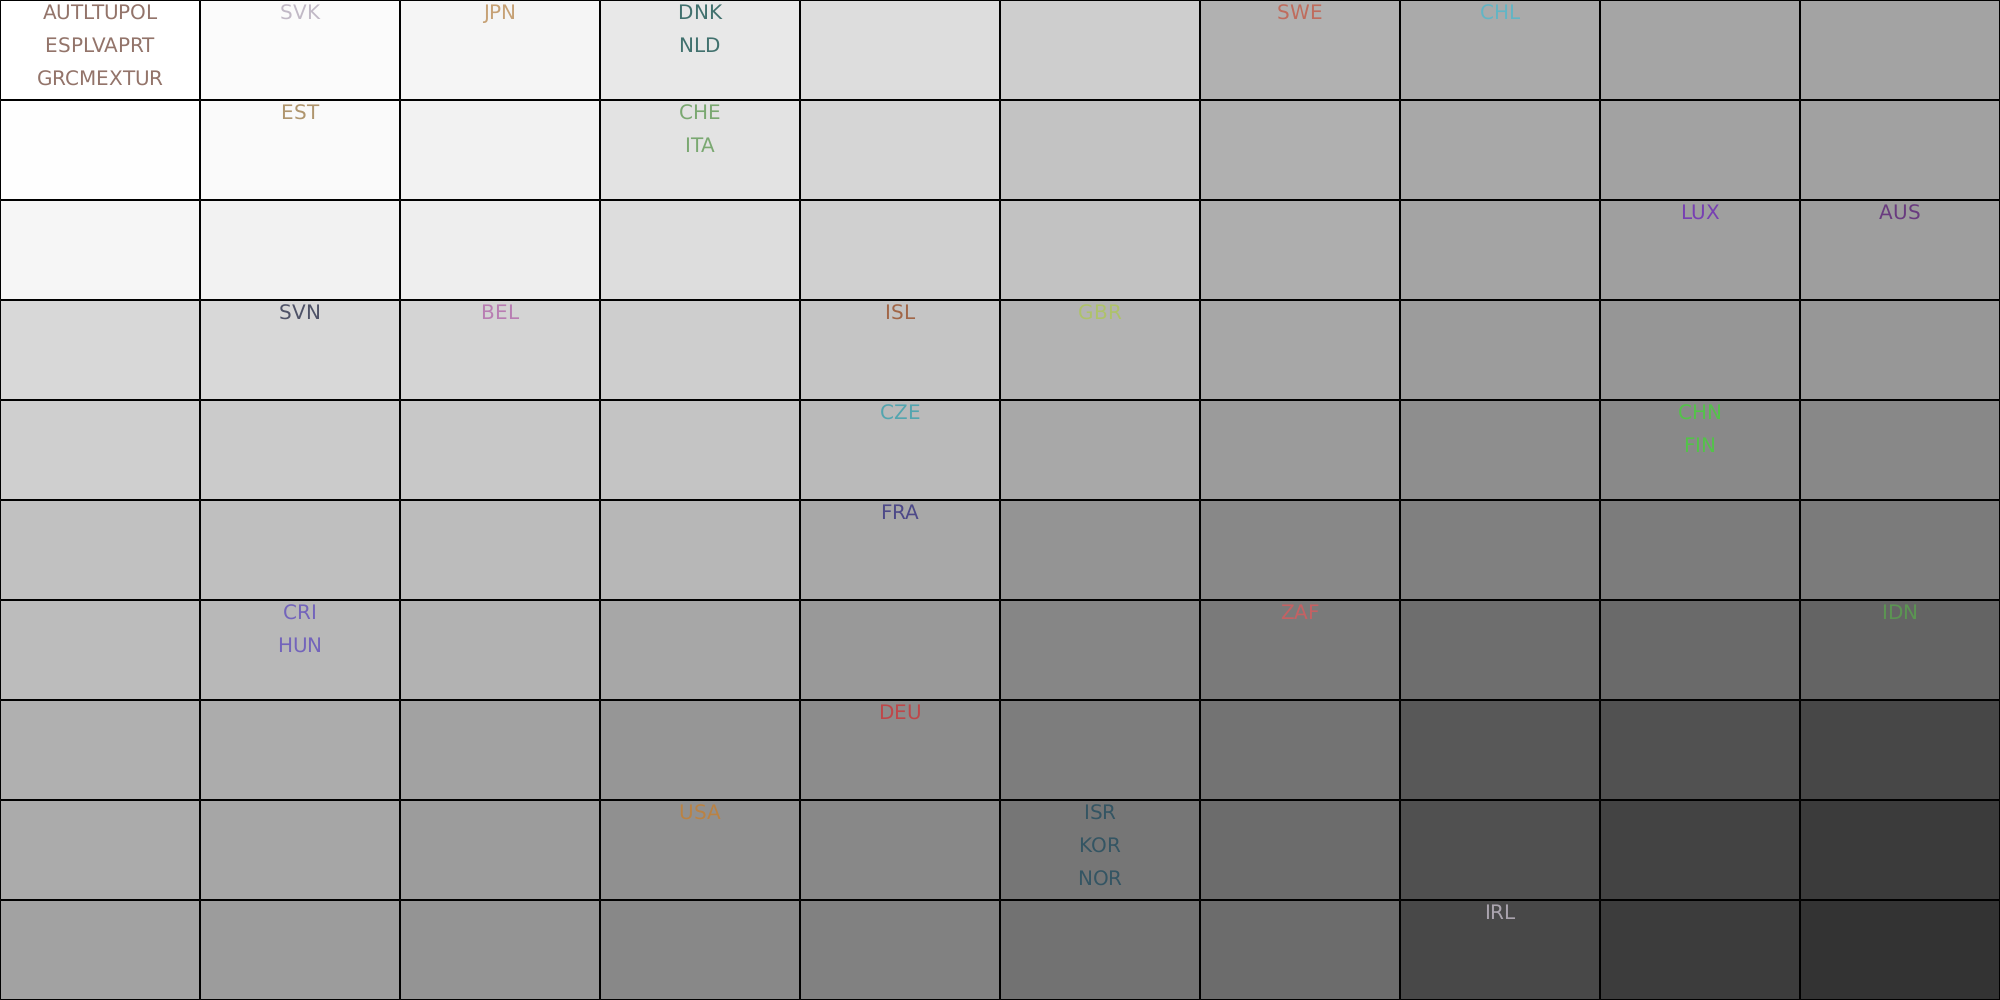 AUTLTUPOL
ESPLVAPRT
GRCMEXTUR
SVK
JPN
DNK
NLD
SWE
CHL
EST
CHE
ITA
LUX
AUS
SVN
BEL
ISL
GBR
CZE
CHN
FIN
FRA
CRI
HUN
ZAF
IDN
DEU
USA
ISR
KOR
NOR
IRL